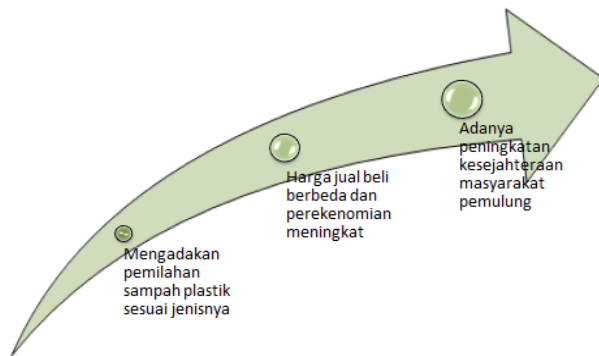 Mengadakan
pemilahan
sampah plastik
sesuai jenisnya
Harga jual beli
berbeda dan
perekenomian
meningkat
Adanya
peningkatan
kesejahteraan
masyarakat
pemulung